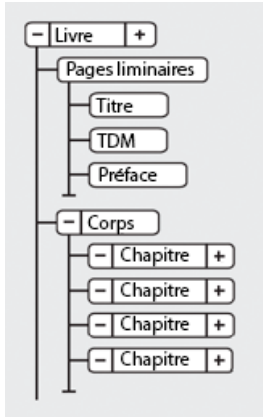 − Livre +
Pages liminaires
Titre
TDM
Préface
− Corps
− Chapitre +
− Chapitre +
− Chapitre +
− Chapitre +